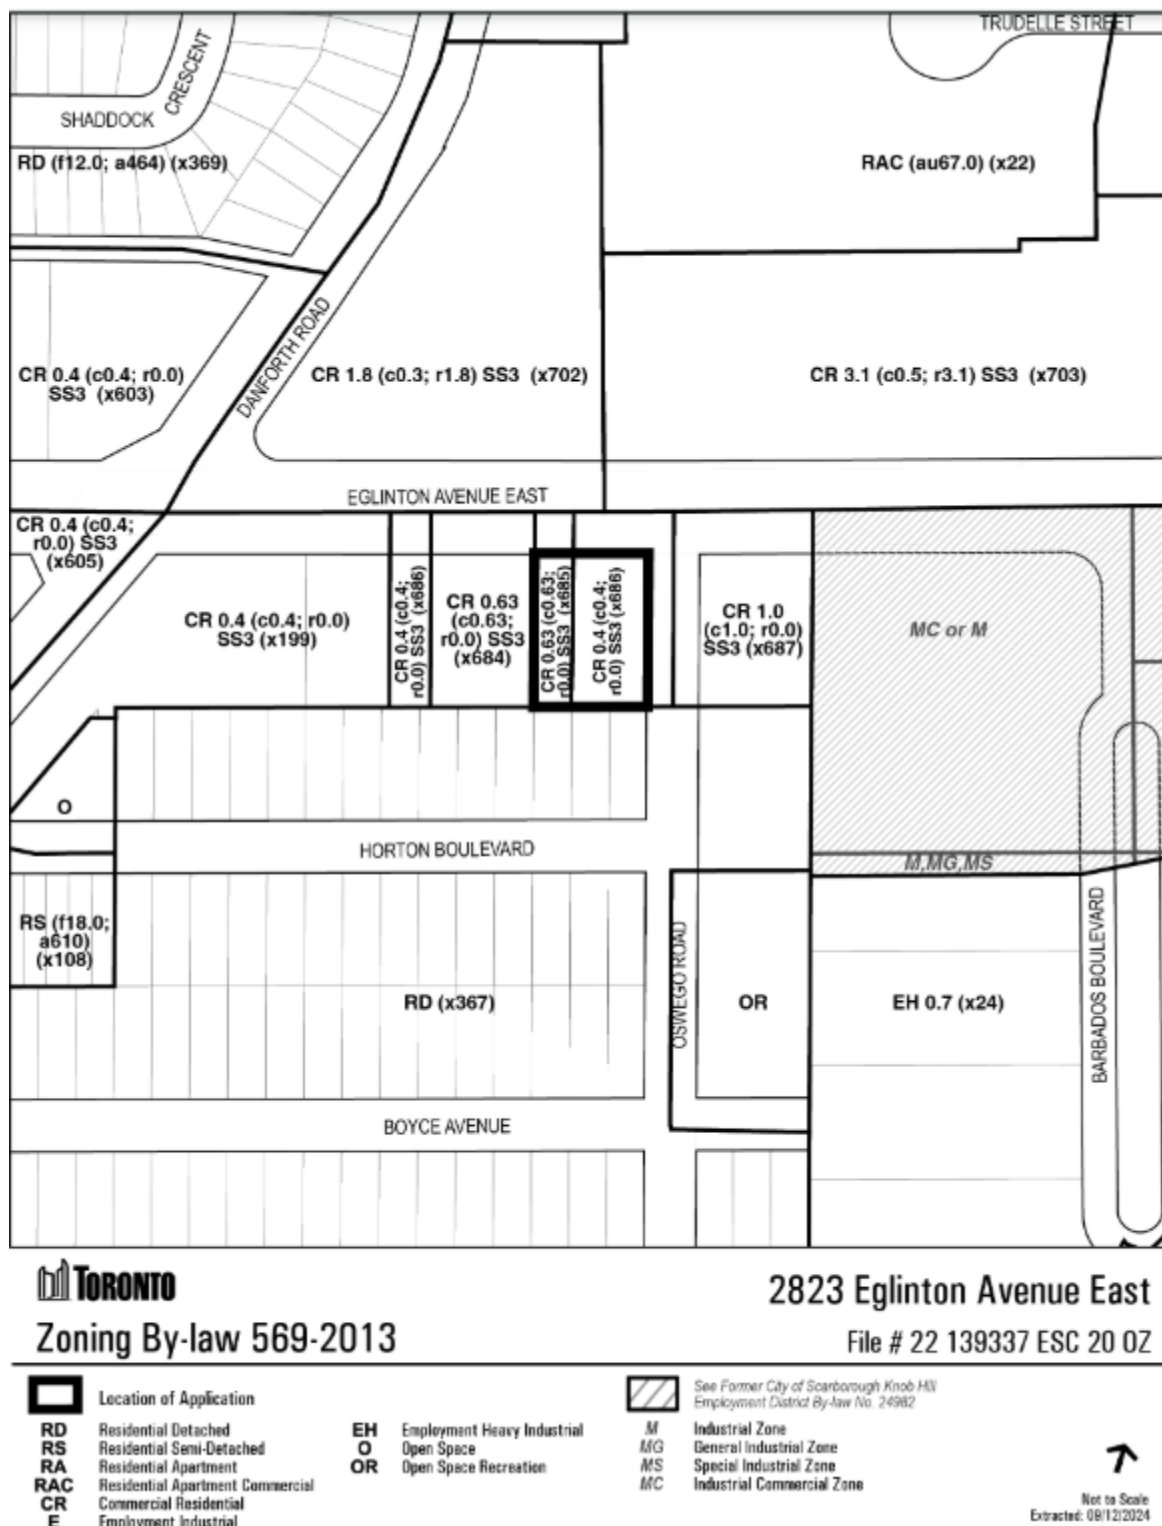 TRUDELLE STREET
CRESCENT
SHADDOCK
RD (f12.0; a464) (x369)
RAC (au67.0) (x22)
DANFORTH ROAD
CR 0.4 (c0.4; r0.0)
SS3 (x603)
CR 1.8 (c0.3; r1.8) SS3 (x702)
CR 3.1 (c0.5; r3.1) SS3 (x703)
EGLINTON AVENUE EAST
CR 0.4 (c0.4;
r0.0) SS3
(x605)
CR 0.4 (c0.4; r0.0)
SS3 (x199)
CR 0.4 (c0.4;
r0.0) SS3 (x686)
CR 0.63
(c0.63;
r0.0) SS3
(x684)
CR 0.63 (c0.63;
r0.0) SS3 (x685)
CR 0.4 (c0.4;
r0.0) SS3 (x686)
CR 1.0
(c1.0; r0.0)
SS3 (x687)
MC or M
O
HORTON BOULEVARD
M,MG,MS
RS (f18.0;
a610)
(x108)
RD (x367)
OSWEGO ROAD
OR
EH 0.7 (x24)
BARBADOS BOULEVARD
BOYCE AVENUE
TORONTO
Zoning By-law 569-2013
2823 Eglinton Avenue East
File # 22 139337 ESC 20 OZ
Location of Application
RD Residential Detached
RS Residential Semi-Detached
RA Residential Apartment
RAC Residential Apartment Commercial
CR Commercial Residential
E Employment Industrial
EH Employment Heavy Industrial
O Open Space
OR Open Space Recreation
See Former City of Scarborough Knob Hill
Employment District By-law No. 24982
M Industrial Zone
MG General Industrial Zone
MS Special Industrial Zone
MC Industrial Commercial Zone
Not to Scale
Extracted: 09/12/2024